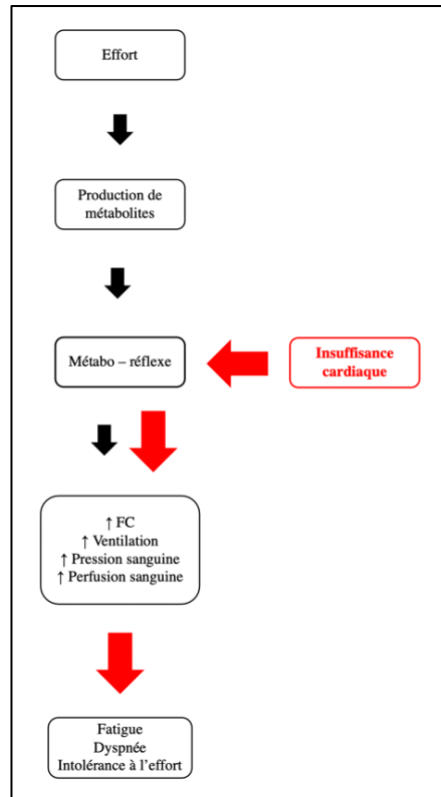 Effort
Production de
métabolites
Métabo – réflexe
Insuffisance
cardiaque
↑ FC
↑ Ventilation
↑ Pression sanguine
↑ Perfusion sanguine
Fatigue
Dyspnée
Intolérance à l'effort